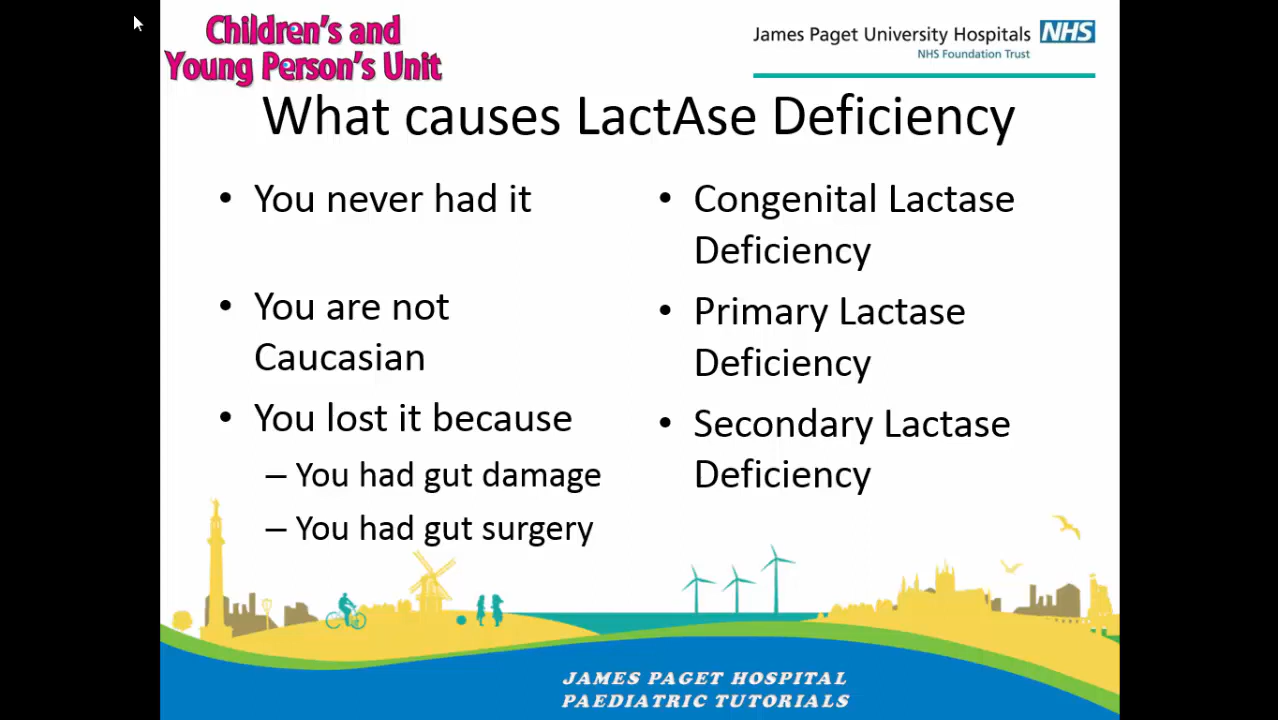 Children's and
Young Person's Unit
James Paget University Hospitals NHS
NHS Foundation Trust
What causes LactAse Deficiency
• You never had it
• You are not
Caucasian
• You lost it because
– You had gut damage
– You had gut surgery
• Congenital Lactase
Deficiency
• Primary Lactase
Deficiency
• Secondary Lactase
Deficiency
JAMES PAGET HOSPITAL
PAEDIATRIC TUTORIALS